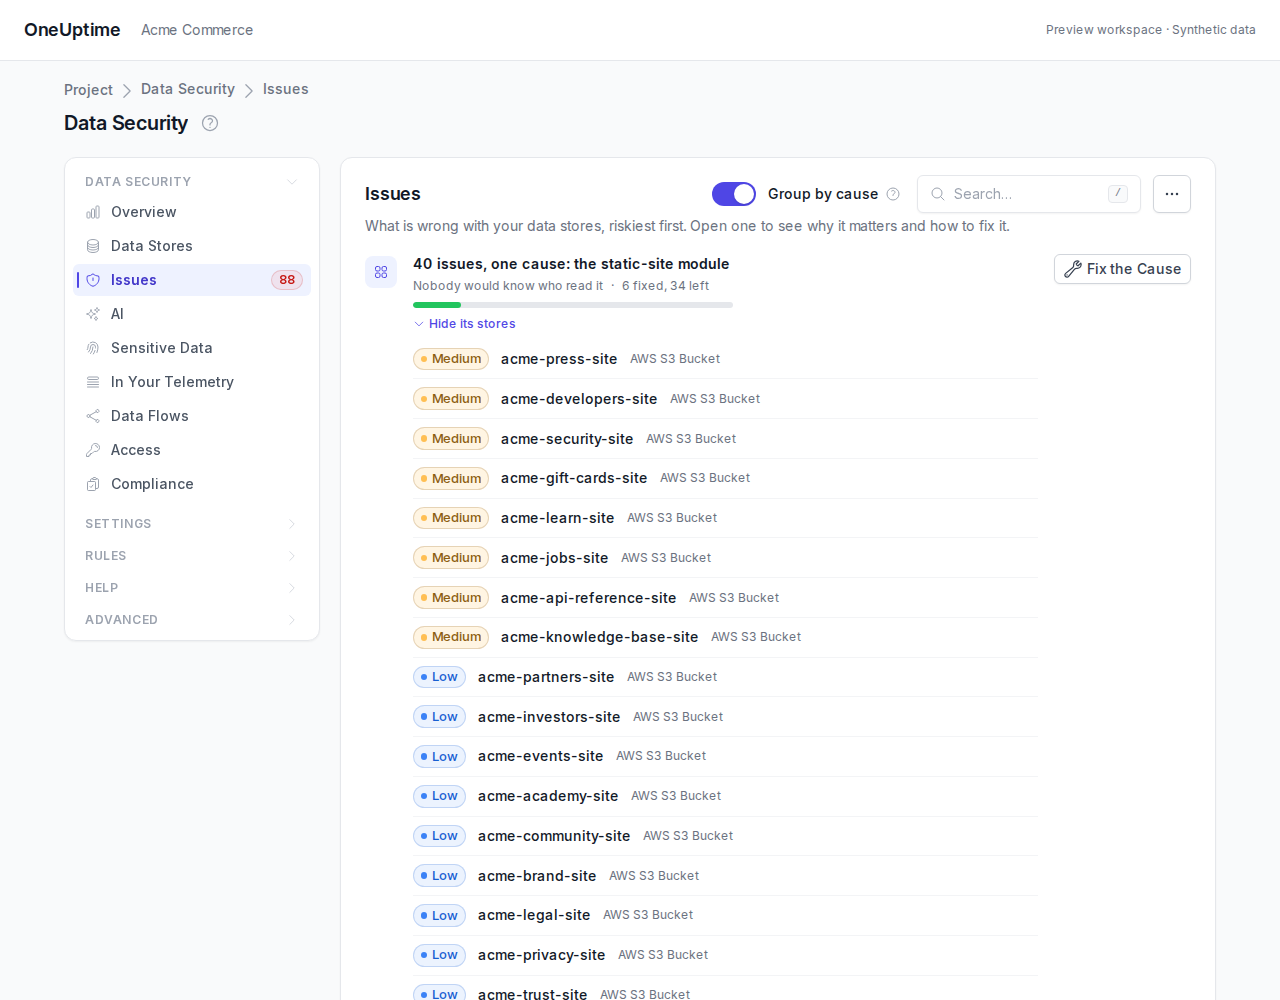 OneUptime Acme Commerce Preview workspace · Synthetic data
Project Data Security Issues
Data Security
DATA SECURITY
Overview
Data Stores
Issues 88
AI
Sensitive Data
In Your Telemetry
Data Flows
Access
Compliance
SETTINGS
RULES
HELP
ADVANCED
Issues Group by cause Search... /
What is wrong with your data stores, riskiest first. Open one to see why it matters and how to fix it.
40 issues, one cause: the static-site module Fix the Cause
Nobody would know who read it · 6 fixed, 34 left
Hide its stores
Medium acme-press-site AWS S3 Bucket
Medium acme-developers-site AWS S3 Bucket
Medium acme-security-site AWS S3 Bucket
Medium acme-gift-cards-site AWS S3 Bucket
Medium acme-learn-site AWS S3 Bucket
Medium acme-jobs-site AWS S3 Bucket
Medium acme-api-reference-site AWS S3 Bucket
Medium acme-knowledge-base-site AWS S3 Bucket
Low acme-partners-site AWS S3 Bucket
Low acme-investors-site AWS S3 Bucket
Low acme-events-site AWS S3 Bucket
Low acme-academy-site AWS S3 Bucket
Low acme-community-site AWS S3 Bucket
Low acme-brand-site AWS S3 Bucket
Low acme-legal-site AWS S3 Bucket
Low acme-privacy-site AWS S3 Bucket
Low acme-trust-site AWS S3 Bucket